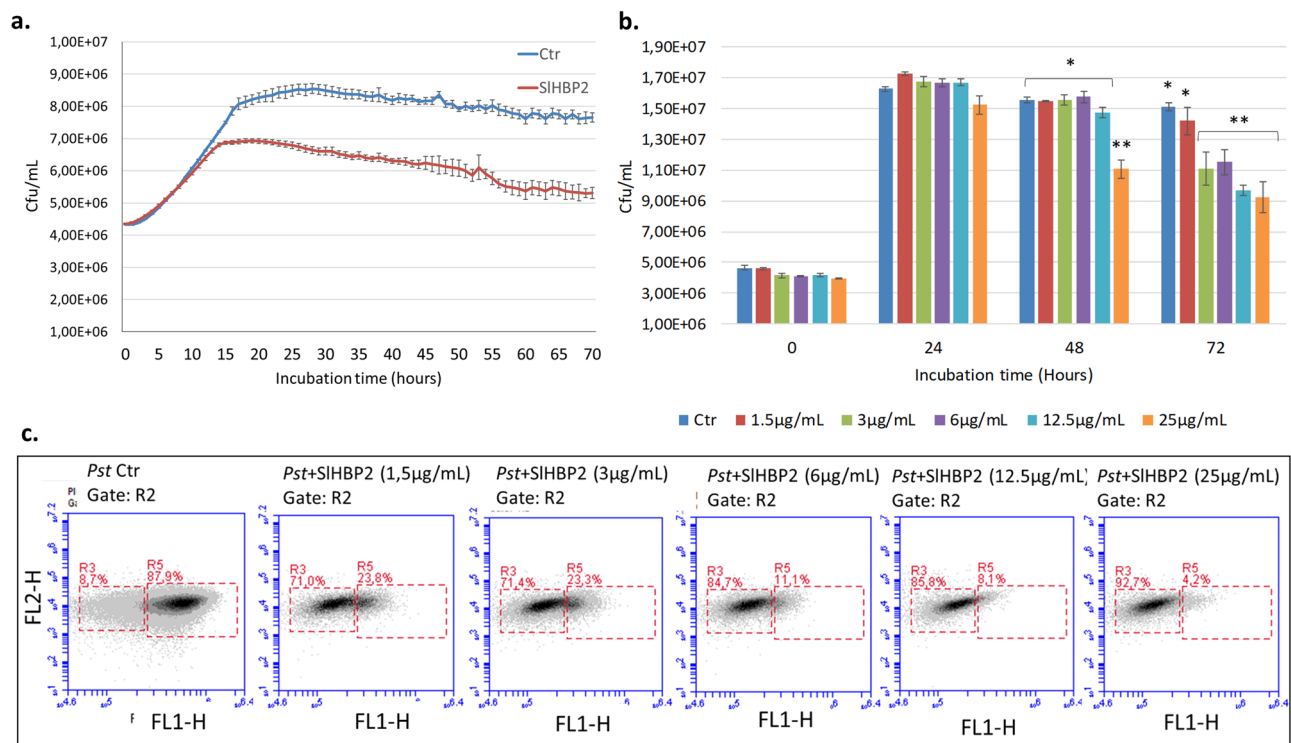 a.
1,00E+07
9,00E+06
8,00E+06
7,00E+06
6,00E+06
5,00E+06
4,00E+06
3,00E+06
2,00E+06
1,00E+06
Cfu/mL
Ctr
SlHBP2
0 5 10 15 20 25 30 35 40 45 50 55 60 65 70
Incubation time (hours)
b.
1,90E+07
1,70E+07
1,50E+07
1,30E+07
1,10E+07
9,00E+06
7,00E+06
5,00E+06
3,00E+06
1,00E+06
Cfu/mL
*
**
* *
**
0 24 48 72
Incubation time (Hours)
Ctr 1.5µg/mL 3µg/mL 6µg/mL 12.5µg/mL 25µg/mL
c.
Pst Ctr
Gate: R2
R3
8,7%
R5
87,9%
FL2-H
FL1-H
Pst+SlHBP2 (1,5µg/mL)
Gate: R2
R3
71,0%
R5
23,8%
FL1-H
Pst+SlHBP2 (3µg/mL)
Gate: R2
R3
71,4%
R5
23,3%
FL1-H
Pst+SlHBP2 (6µg/mL)
Gate: R2
R3
84,7%
R5
11,1%
FL1-H
Pst+SlHBP2 (12.5µg/mL)
Gate: R2
R3
85,8%
R5
8,1%
FL1-H
Pst+SlHBP2 (25µg/mL)
Gate: R2
R3
92,7%
R5
4,2%
FL1-H